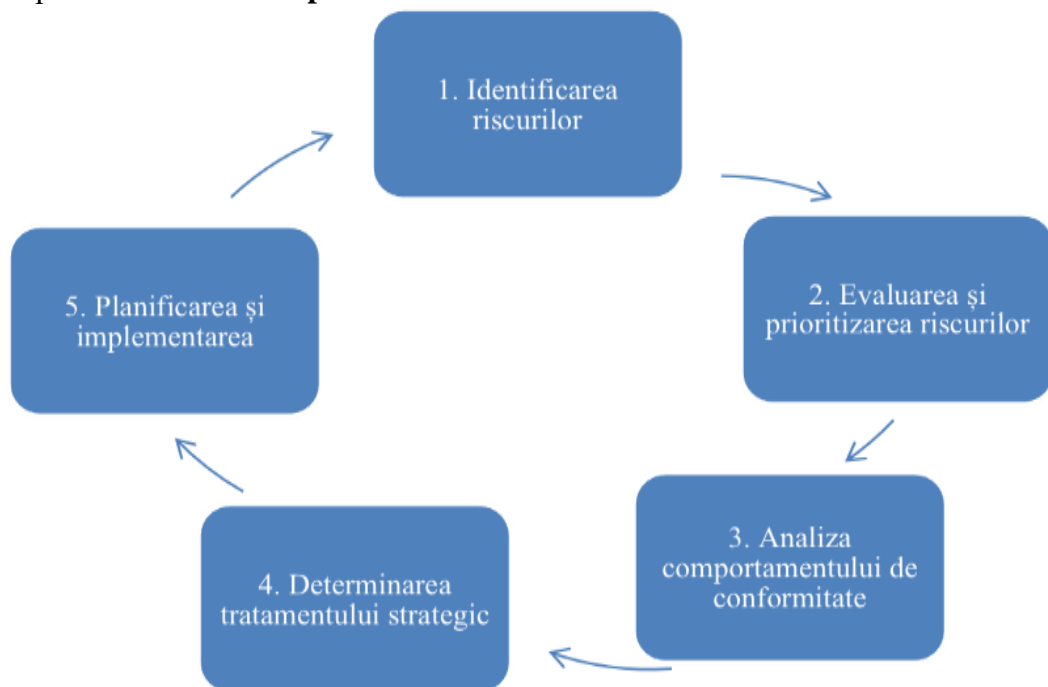 1. Identificarea
riscurilor
2. Evaluarea și
prioritizarea riscurilor
3. Analiza
comportamentului de
conformitate
4. Determinarea
tratamentului strategic
5. Planificarea și
implementarea